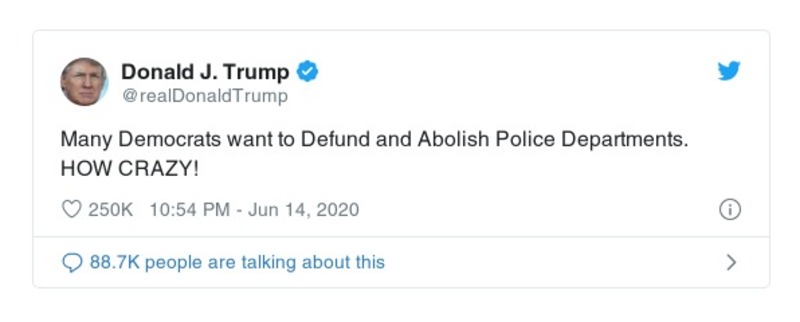 Donald J. Trump
@realDonaldTrump
Many Democrats want to Defund and Abolish Police Departments.
HOW CRAZY!
250K 10:54 PM - Jun 14, 2020
88.7K people are talking about this